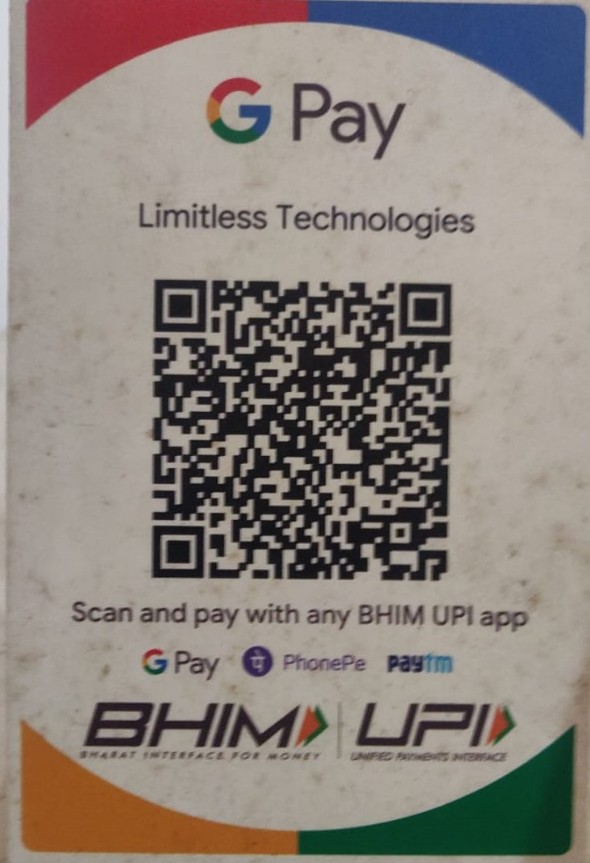 G Pay
Limitless Technologies
Scan and pay with any BHIM UPI app
G Pay पे PhonePe paytm
BHIM UPI
BHARAT INTERFACE FOR MONEY UNIFIED PAYMENTS INTERFACE